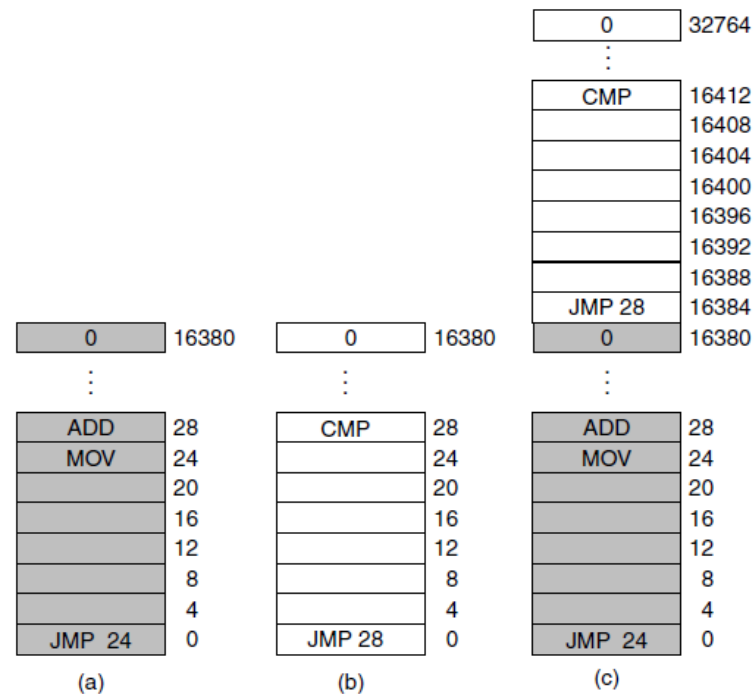 0 32764
⋮
CMP 16412
16408
16404
16400
16396
16392
16388
JMP 28 16384
0 16380 0 16380 0 16380
⋮ ⋮ ⋮
ADD 28 CMP 28 ADD 28
MOV 24 24 MOV 24
20 20 20
16 16 16
12 12 12
8 8 8
4 4 4
JMP 24 0 JMP 28 0 JMP 24 0
(a) (b) (c)